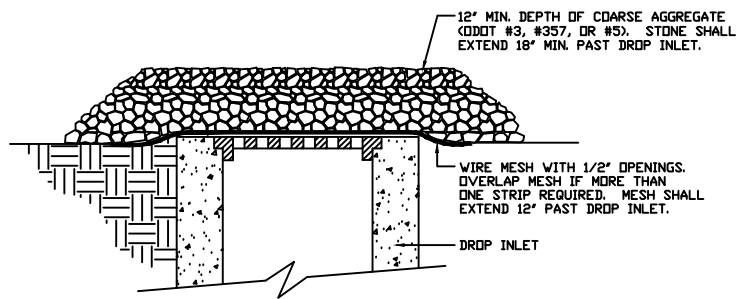 12" MIN. DEPTH OF COARSE AGGREGATE
(ODOT #3, #357, OR #5). STONE SHALL
EXTEND 18" MIN. PAST DROP INLET.
WIRE MESH WITH 1/2" OPENINGS.
OVERLAP MESH IF MORE THAN
ONE STRIP REQUIRED. MESH SHALL
EXTEND 12" PAST DROP INLET.
DROP INLET